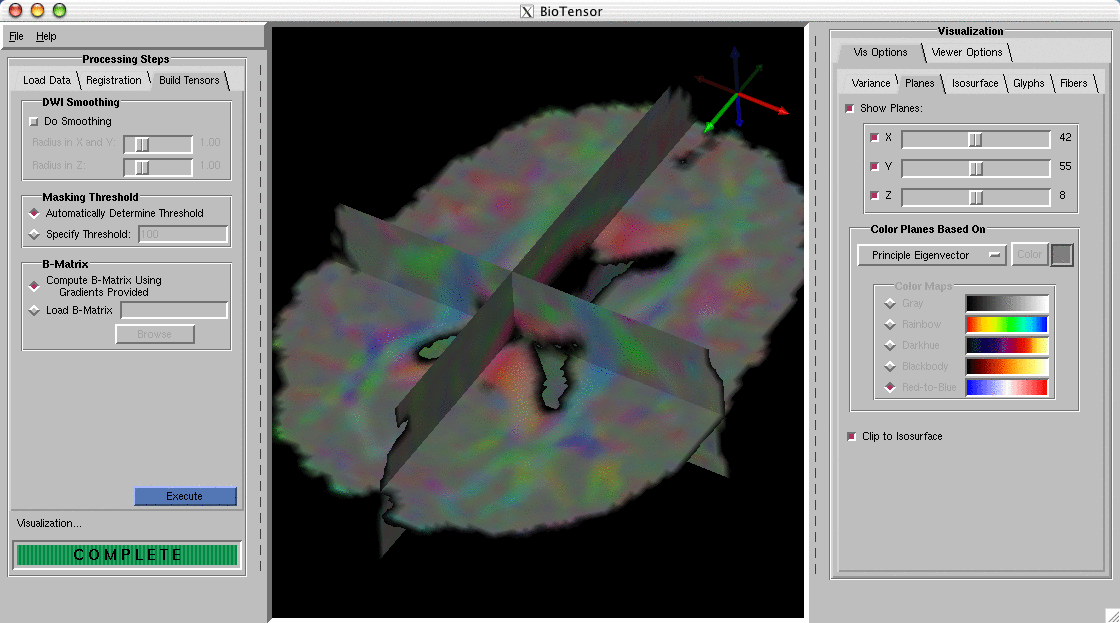 X BioTensor
File Help
Processing Steps
Load Data Registration Build Tensors
DWI Smoothing
Do Smoothing
Radius in X and Y: 1.00
Radius in Z: 1.00
Masking Threshold
Automatically Determine Threshold
Specify Threshold: 100
B-Matrix
Compute B-Matrix Using
Gradients Provided
Load B-Matrix
Browse
Execute
Visualization...
COMPLETE
Visualization
Vis Options Viewer Options
Variance Planes Isosurface Glyphs Fibers
Show Planes:
X 42
Y 55
Z 8
Color Planes Based On
Principle Eigenvector Color
Color Maps
Gray
Rainbow
Darkhue
Blackbody
Red-to-Blue
Clip to Isosurface